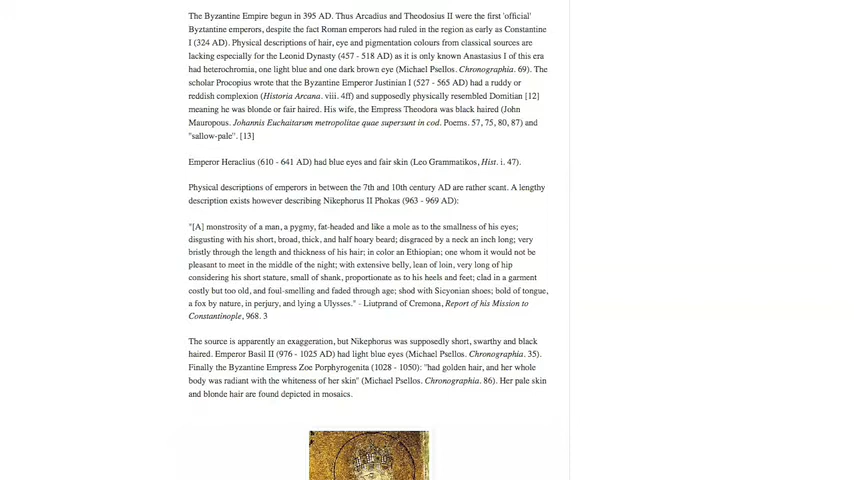 The Byzantine Empire begun in 395 AD. Thus Arcadius and Theodosius II were the first 'official'
Byztantine emperors, despite the fact Roman emperors had ruled in the region as early as Constantine
I (324 AD). Physical descriptions of hair, eye and pigmentation colours from classical sources are
lacking especially for the Leonid Dynasty (457 - 518 AD) as it is only known Anastasius I of this era
had heterochromia, one light blue and one dark brown eye (Michael Psellos. Chronographia. 69). The
scholar Procopius wrote that the Byzantine Emperor Justinian I (527 - 565 AD) had a ruddy or
reddish complexion (Historia Arcana. viii. 4ff) and supposedly physically resembled Domitian [12]
meaning he was blonde or fair haired. His wife, the Empress Theodora was black haired (John
Mauropous. Johannis Euchaitarum metropolitae quae supersunt in cod. Poems. 57, 75, 80, 87) and
"sallow-pale". [13]
Emperor Heraclius (610 - 641 AD) had blue eyes and fair skin (Leo Grammatikos, Hist. i. 47).
Physical descriptions of emperors in between the 7th and 10th century AD are rather scant. A lengthy
description exists however describing Nikephorus II Phokas (963 - 969 AD):
"[A] monstrosity of a man, a pygmy, fat-headed and like a mole as to the smallness of his eyes;
disgusting with his short, broad, thick, and half hoary beard; disgraced by a neck an inch long; very
bristly through the length and thickness of his hair; in color an Ethiopian; one whom it would not be
pleasant to meet in the middle of the night; with extensive belly, lean of loin, very long of hip
considering his short stature, small of shank, proportionate as to his heels and feet; clad in a garment
costly but too old, and foul-smelling and faded through age; shod with Sicyonian shoes; bold of tongue,
a fox by nature, in perjury, and lying a Ulysses." - Liutprand of Cremona, Report of his Mission to
Constantinople, 968. 3
The source is apparently an exaggeration, but Nikephorus was supposedly short, swarthy and black
haired. Emperor Basil II (976 - 1025 AD) had light blue eyes (Michael Psellos. Chronographia. 35).
Finally the Byzantine Empress Zoe Porphyrogenita (1028 - 1050): "had golden hair, and her whole
body was radiant with the whiteness of her skin" (Michael Psellos. Chronographia. 86). Her pale skin
and blonde hair are found depicted in mosaics.